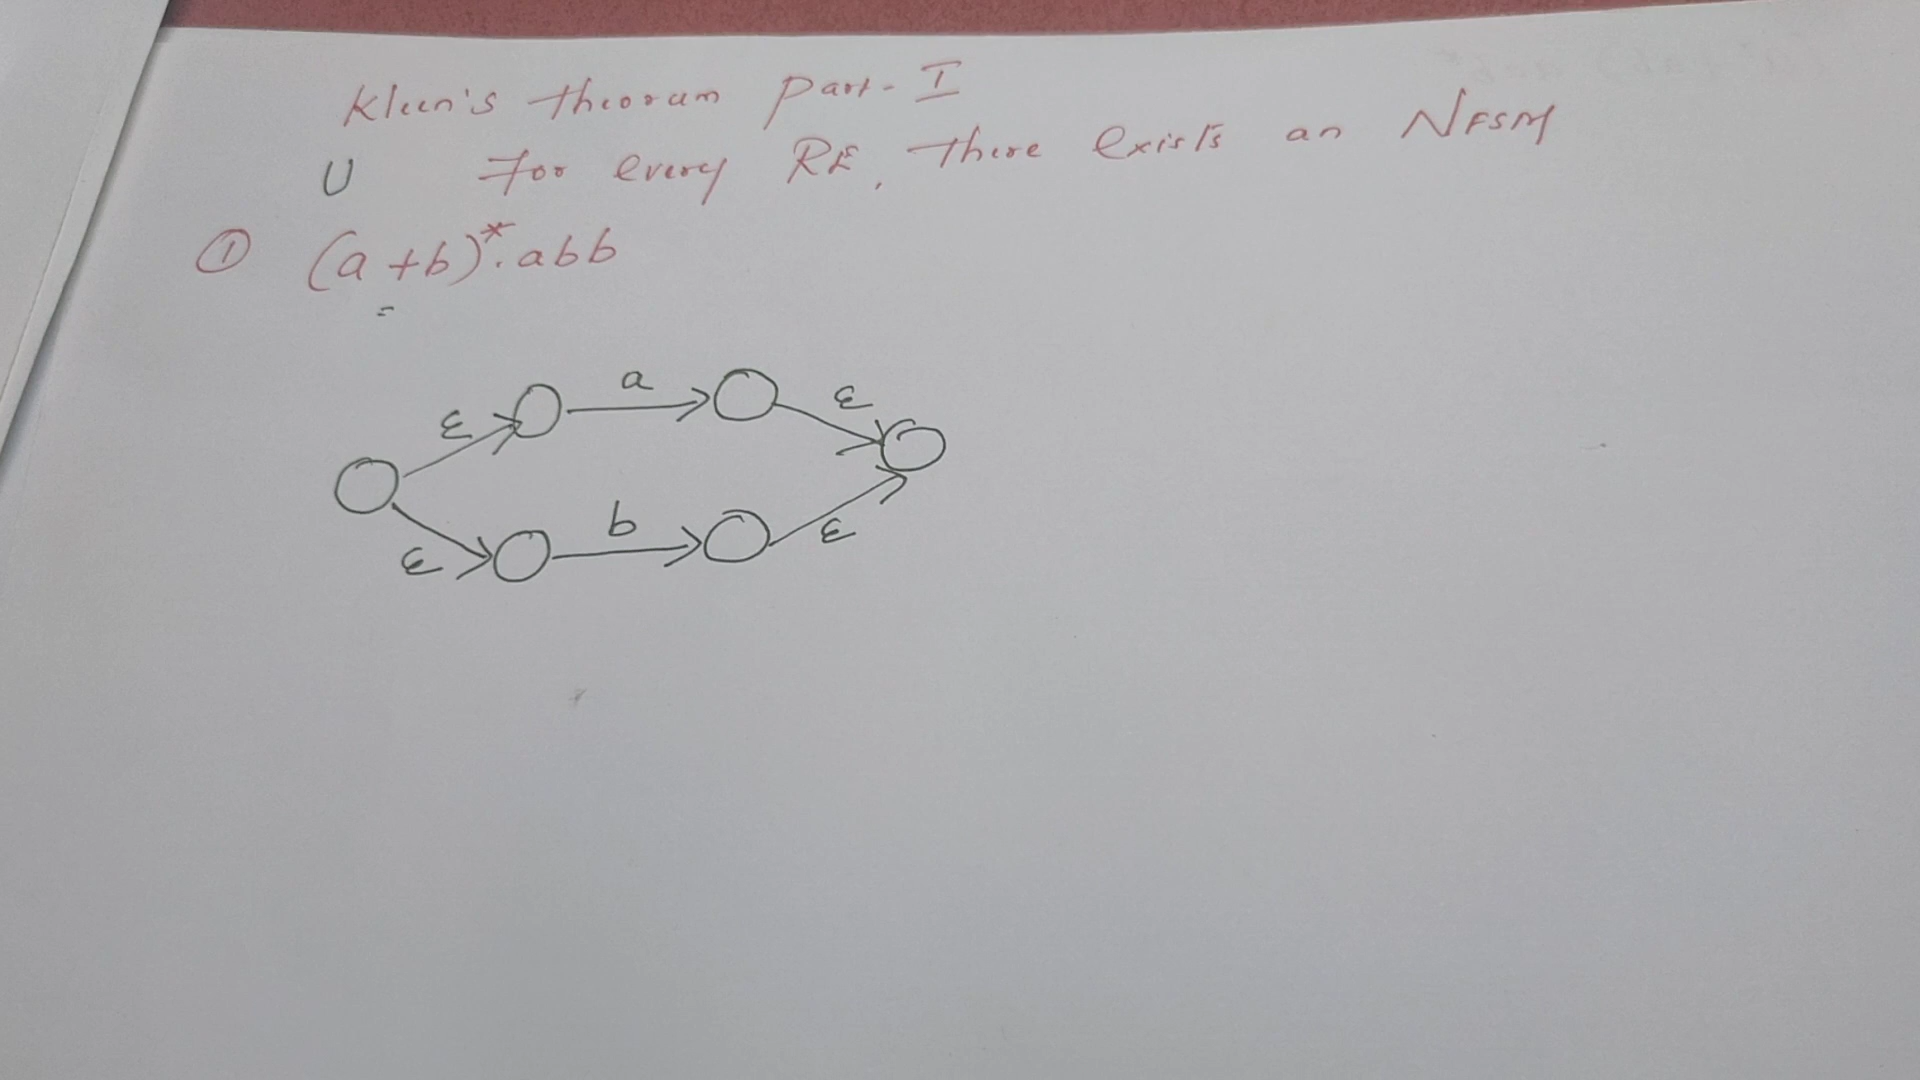 Kleen's theoram Part-I
U For every RE, there exists an NFSM
① (a+b)*.abb
=
a
ε ε
b
ε ε